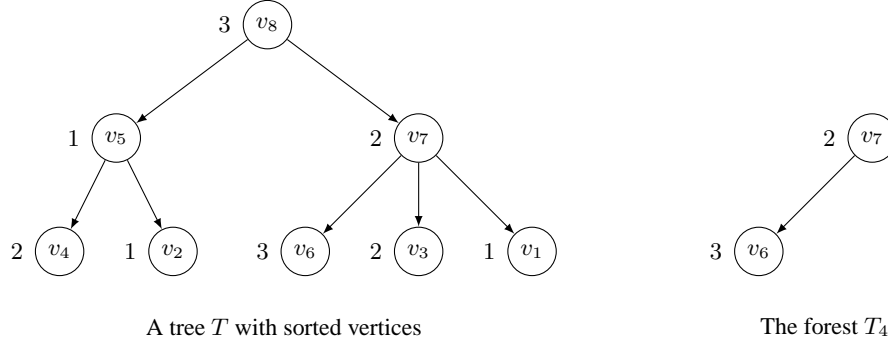 3 v₈
1 v₅ 2 v₇ 2 v₇
2 v₄ 1 v₂ 3 v₆ 2 v₃ 1 v₁ 3 v₆
A tree T with sorted vertices The forest T₄